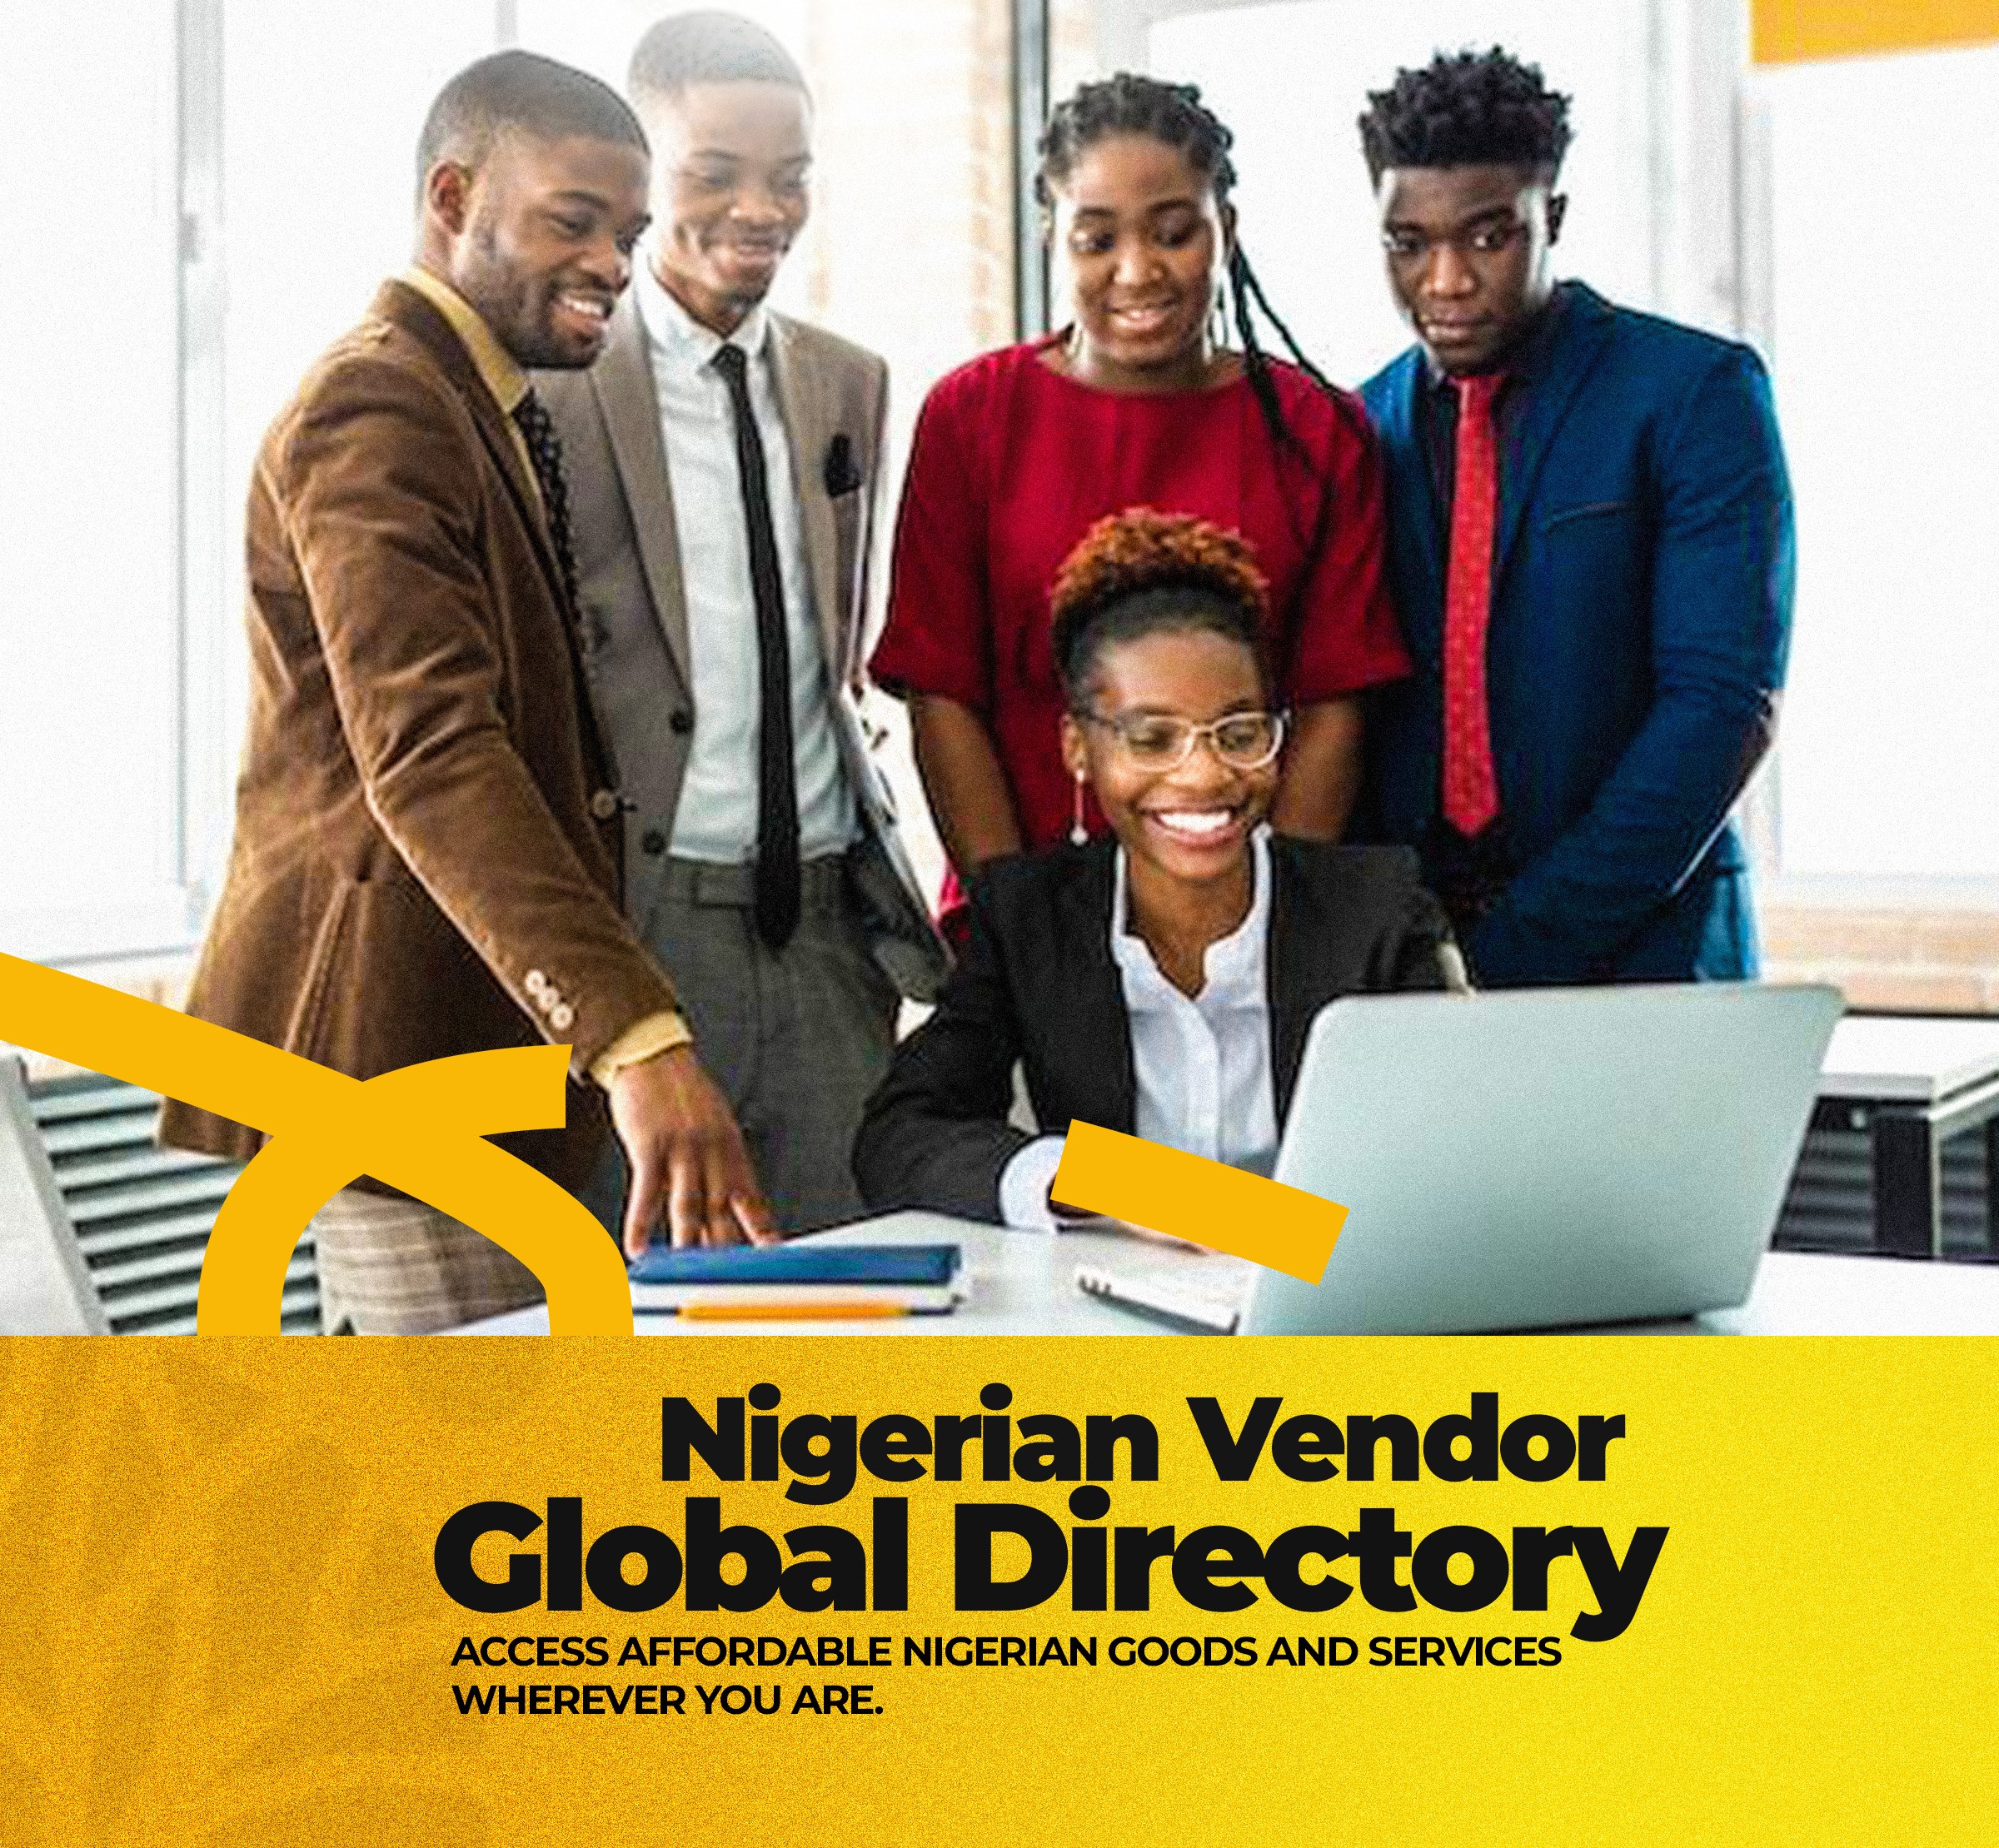 Nigerian Vendor
Global Directory
ACCESS AFFORDABLE NIGERIAN GOODS AND SERVICES
WHEREVER YOU ARE.